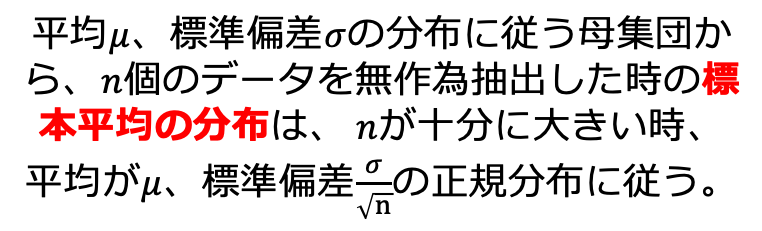 平均μ、標準偏差σの分布に従う母集団か
ら、n個のデータを無作為抽出した時の標
本平均の分布は、 nが十分に大きい時、
平均がμ、標準偏差σ/√nの正規分布に従う。